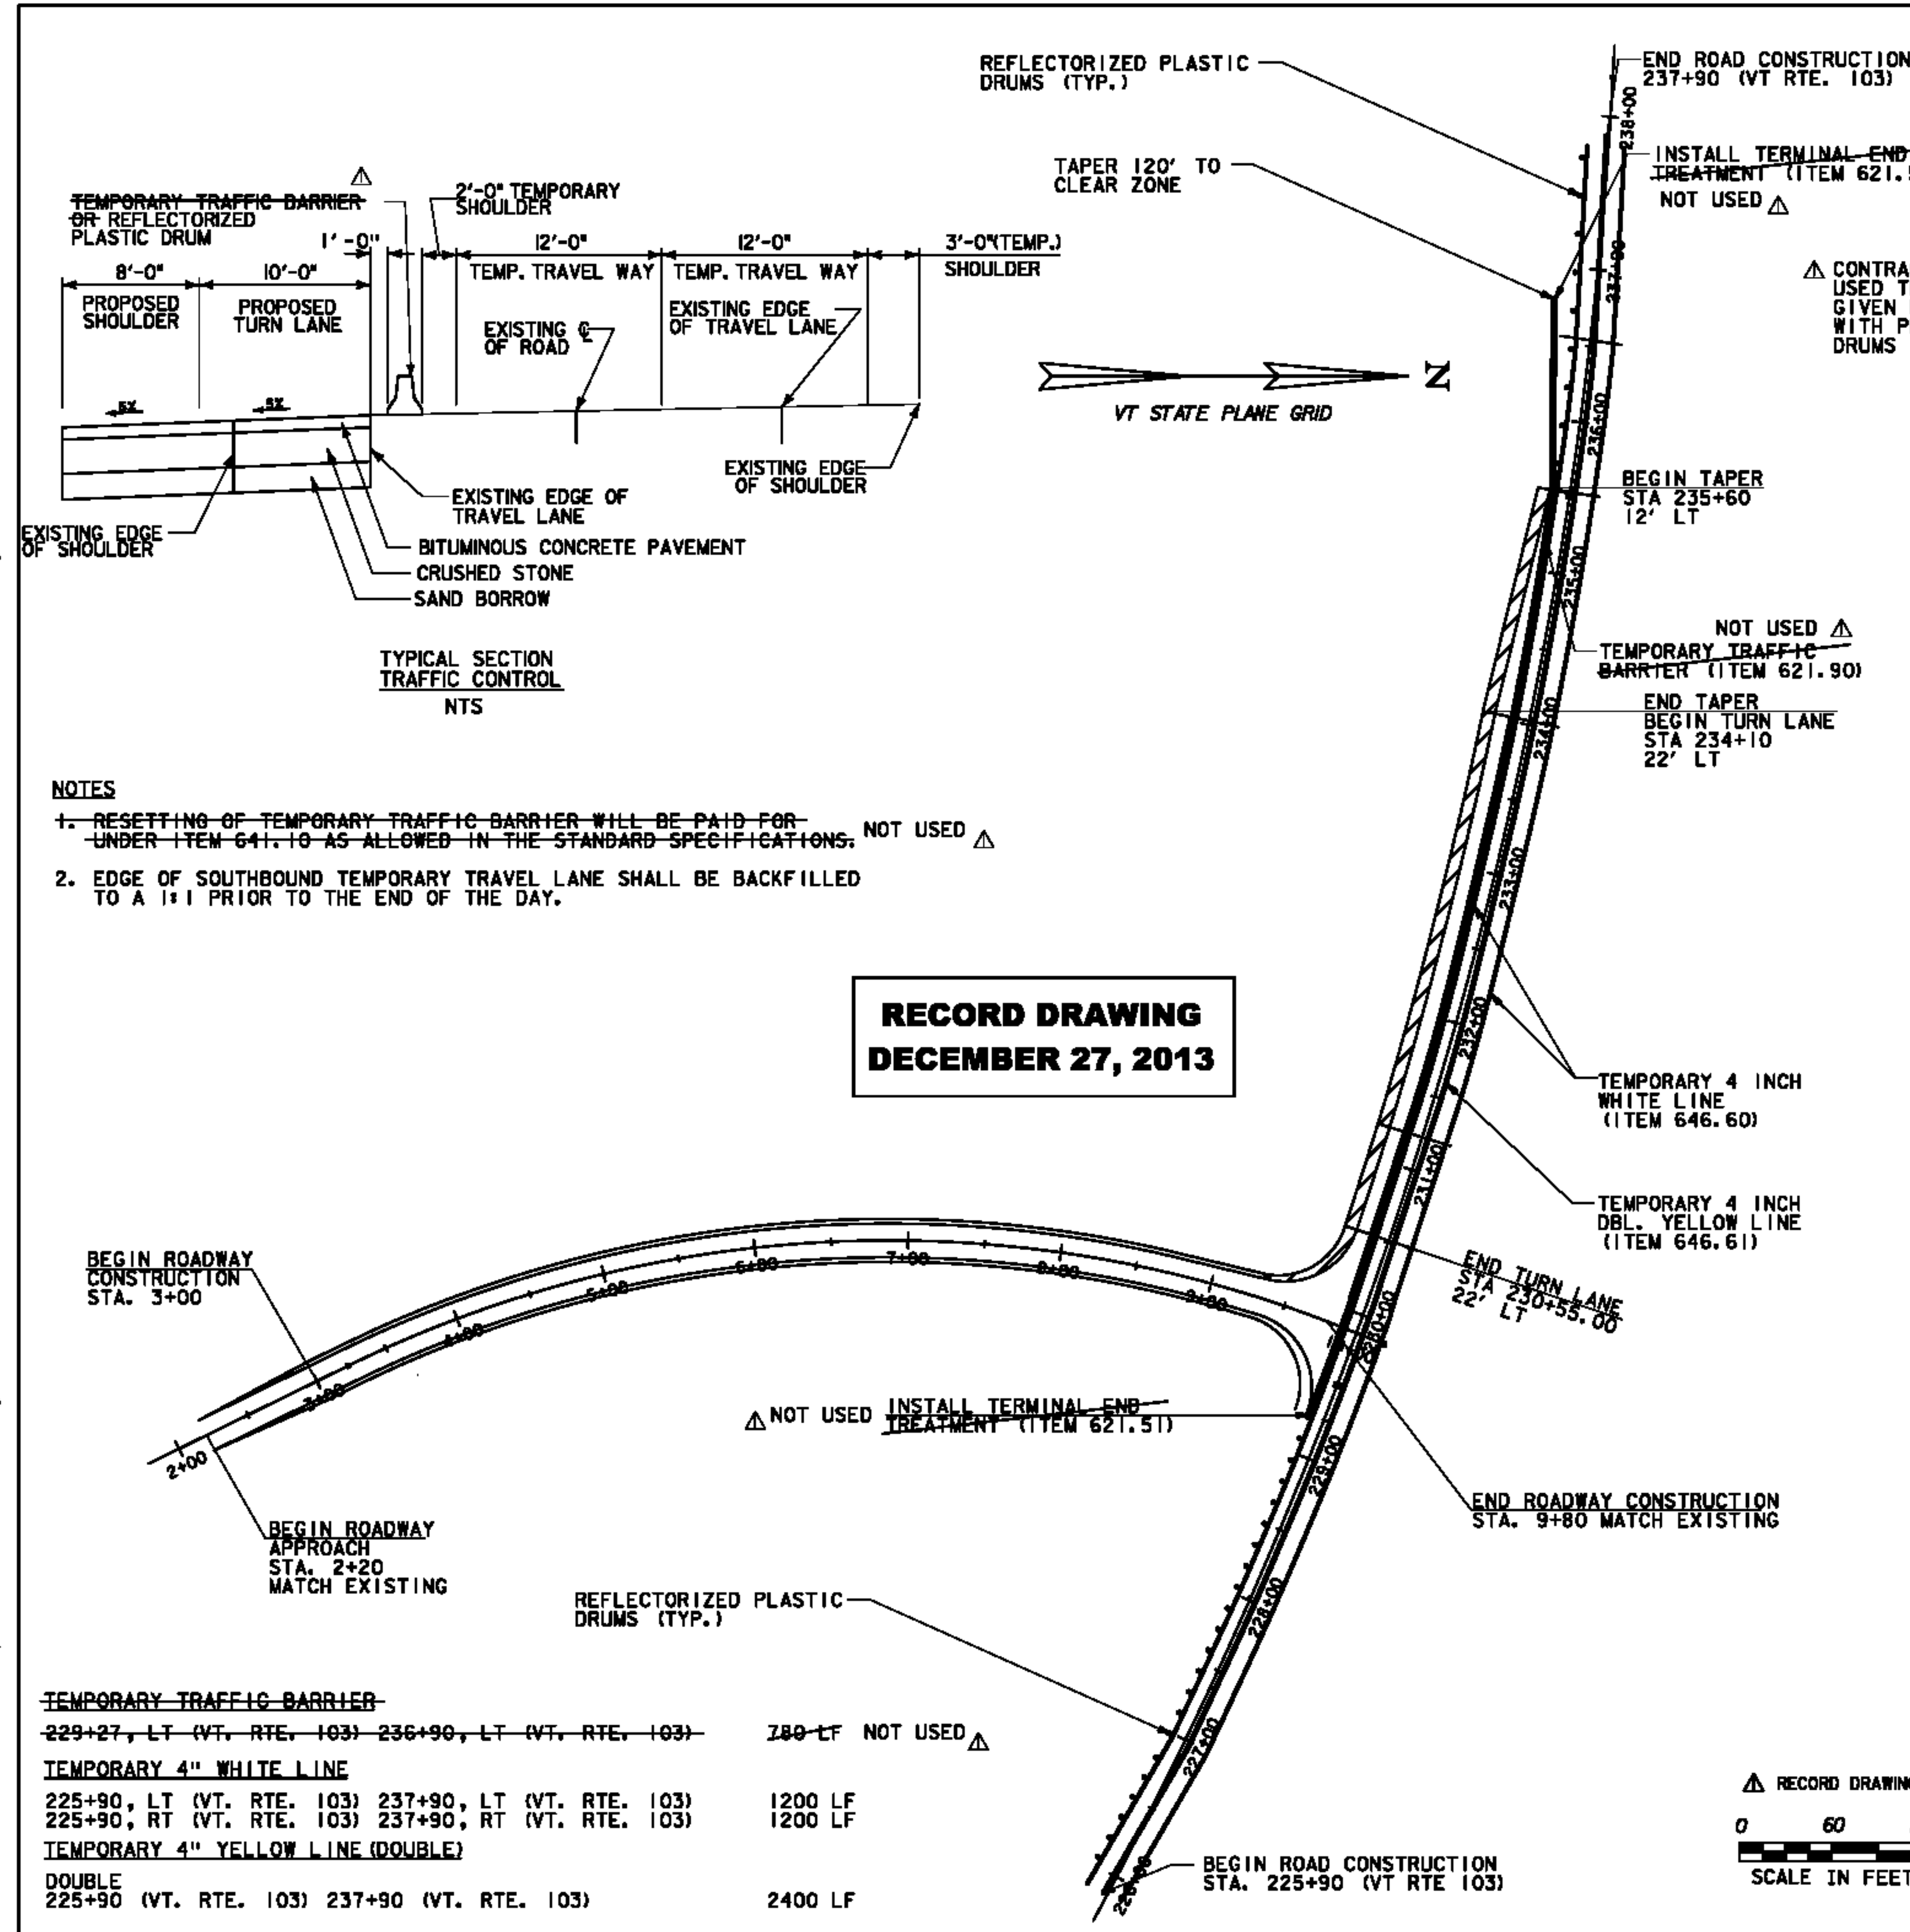 REFLECTORIZED PLASTIC
DRUMS (TYP.)
END ROAD CONSTRUCTION
237+90 (VT RTE. 103)
TAPER 120' TO
CLEAR ZONE
INSTALL TERMINAL END
TREATMENT (ITEM 621.
NOT USED
CONTRA
USED T
GIVEN
WITH P
DRUMS
TEMPORARY TRAFFIC BARRIER
OR REFLECTORIZED
PLASTIC DRUM
2'-0" TEMPORARY
SHOULDER
1'-0"
12'-0"
12'-0"
3'-0"(TEMP.)
SHOULDER
8'-0"
10'-0"
TEMP. TRAVEL WAY
TEMP. TRAVEL WAY
PROPOSED
SHOULDER
PROPOSED
TURN LANE
EXISTING ℄
OF ROAD
EXISTING EDGE
OF TRAVEL LANE
EXISTING EDGE
OF SHOULDER
EXISTING EDGE OF
TRAVEL LANE
EXISTING EDGE
OF SHOULDER
BITUMINOUS CONCRETE PAVEMENT
CRUSHED STONE
SAND BORROW
TYPICAL SECTION
TRAFFIC CONTROL
NTS
N
VT STATE PLANE GRID
238+00
237+00
236+00
235+00
234+00
233+00
232+00
231+00
230+00
229+00
228+00
227+00
BEGIN TAPER
STA 235+60
12' LT
NOT USED
TEMPORARY TRAFFIC
BARRIER (ITEM 621.90)
END TAPER
BEGIN TURN LANE
STA 234+10
22' LT
NOTES
1. RESETTING OF TEMPORARY TRAFFIC BARRIER WILL BE PAID FOR
UNDER ITEM 641.10 AS ALLOWED IN THE STANDARD SPECIFICATIONS. NOT USED
2. EDGE OF SOUTHBOUND TEMPORARY TRAVEL LANE SHALL BE BACKFILLED
TO A 1:1 PRIOR TO THE END OF THE DAY.
RECORD DRAWING
DECEMBER 27, 2013
TEMPORARY 4 INCH
WHITE LINE
(ITEM 646.60)
TEMPORARY 4 INCH
DBL. YELLOW LINE
(ITEM 646.61)
END TURN LANE
STA 230+55.00
22' LT
BEGIN ROADWAY
CONSTRUCTION
STA. 3+00
2+00
3+00
4+00
5+00
6+00
7+00
8+00
9+00
NOT USED INSTALL TERMINAL END
TREATMENT (ITEM 621.51)
END ROADWAY CONSTRUCTION
STA. 9+80 MATCH EXISTING
BEGIN ROADWAY
APPROACH
STA. 2+20
MATCH EXISTING
REFLECTORIZED PLASTIC
DRUMS (TYP.)
TEMPORARY TRAFFIC BARRIER
229+27, LT (VT. RTE. 103) 236+90, LT (VT. RTE. 103) 780 LF NOT USED
TEMPORARY 4" WHITE LINE
225+90, LT (VT. RTE. 103) 237+90, LT (VT. RTE. 103) 1200 LF
225+90, RT (VT. RTE. 103) 237+90, RT (VT. RTE. 103) 1200 LF
TEMPORARY 4" YELLOW LINE (DOUBLE)
DOUBLE
225+90 (VT. RTE. 103) 237+90 (VT. RTE. 103) 2400 LF
BEGIN ROAD CONSTRUCTION
STA. 225+90 (VT RTE 103)
RECORD DRAWING
0 60
SCALE IN FEET